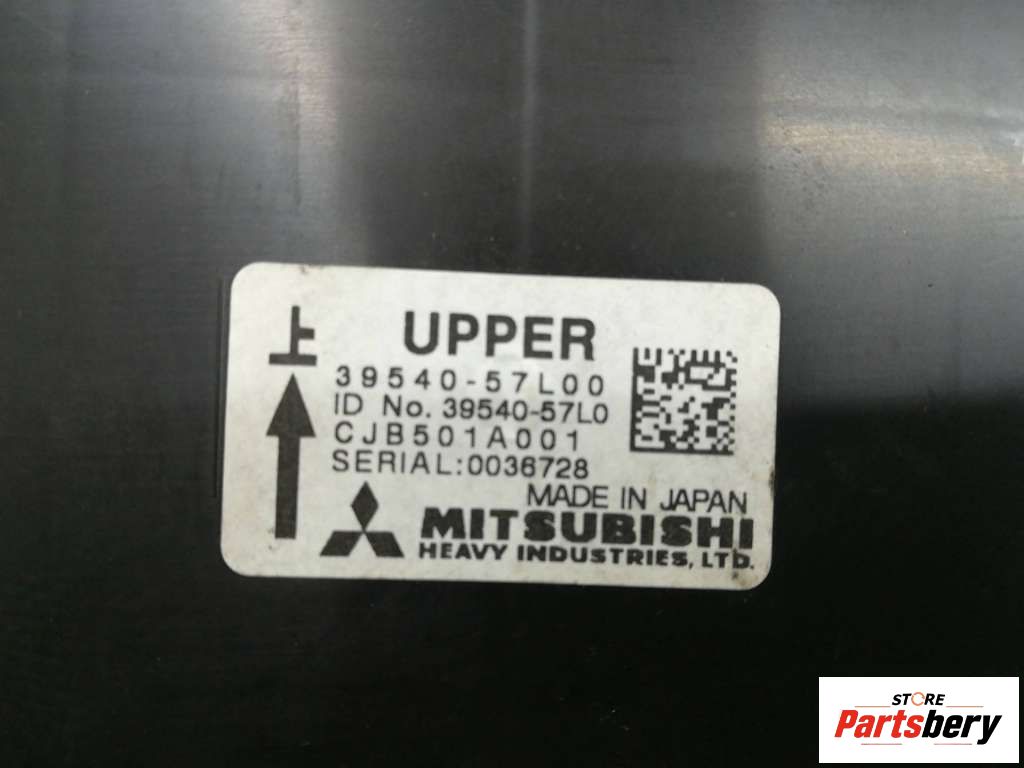 上 UPPER
39540-57L00
ID No. 39540-57L0
CJB501A001
SERIAL:0036728
MADE IN JAPAN
MITSUBISHI
HEAVY INDUSTRIES, LTD.
STORE
Partsbery